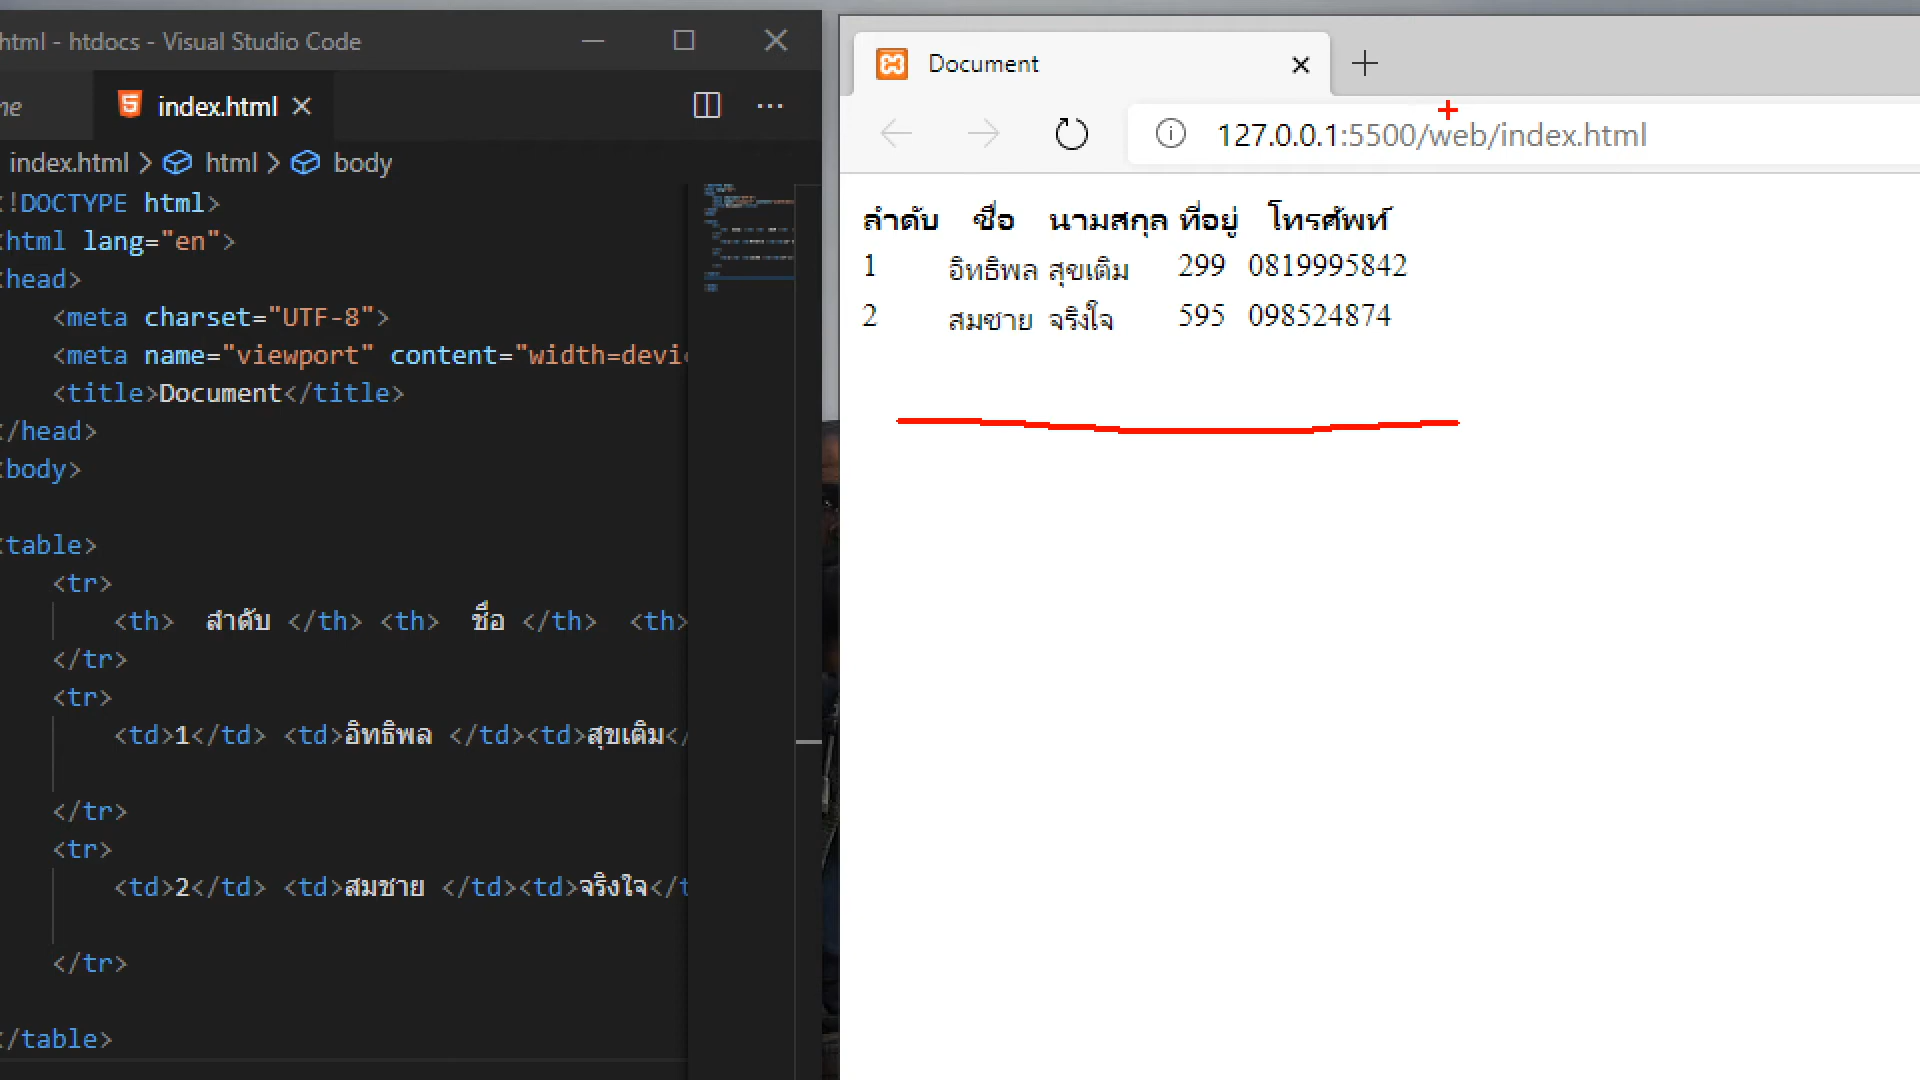 html - htdocs - Visual Studio Code
index.html
index.html > html > body
!DOCTYPE html>
html lang="en">
head>
<meta charset="UTF-8">
<meta name="viewport" content="width=devi
<title>Document</title>
/head>
body>
table>
<tr>
<th> ลำดับ </th> <th> ชื่อ </th> <th>
</tr>
<tr>
<td>1</td> <td>อิทธิพล </td><td>สุขเติม</
</tr>
<tr>
<td>2</td> <td>สมชาย </td><td>จริงใจ</t
</tr>
/table>
Document
127.0.0.1:5500/web/index.html
ลำดับ ชื่อ นามสกุล ที่อยู่ โทรศัพท์
1 อิทธิพล สุขเติม 299 0819995842
2 สมชาย จริงใจ 595 098524874